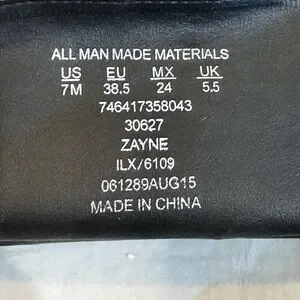 ALL MAN MADE MATERIALS
US EU MX UK
7M 38.5 24 5.5
746417358043
30627
ZAYNE
ILX/6109
061289AUG15
MADE IN CHINA